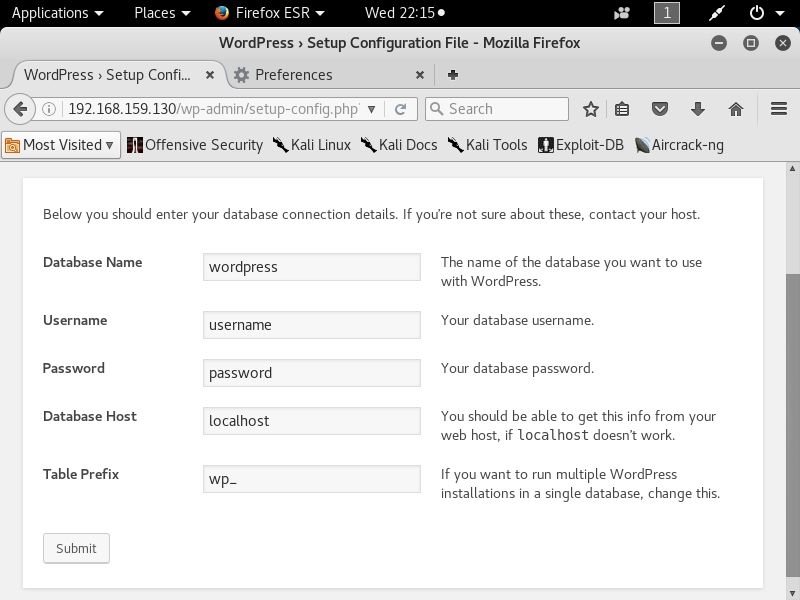 Applications Places Firefox ESR Wed 22:15 1
WordPress › Setup Configuration File - Mozilla Firefox
WordPress › Setup Confi... Preferences
192.168.159.130/wp-admin/setup-config.php Search
Most Visited Offensive Security Kali Linux Kali Docs Kali Tools Exploit-DB Aircrack-ng
Below you should enter your database connection details. If you're not sure about these, contact your host.
Database Name wordpress The name of the database you want to use
with WordPress.
Username username Your database username.
Password password Your database password.
Database Host localhost You should be able to get this info from your
web host, if localhost doesn't work.
Table Prefix wp_ If you want to run multiple WordPress
installations in a single database, change this.
Submit